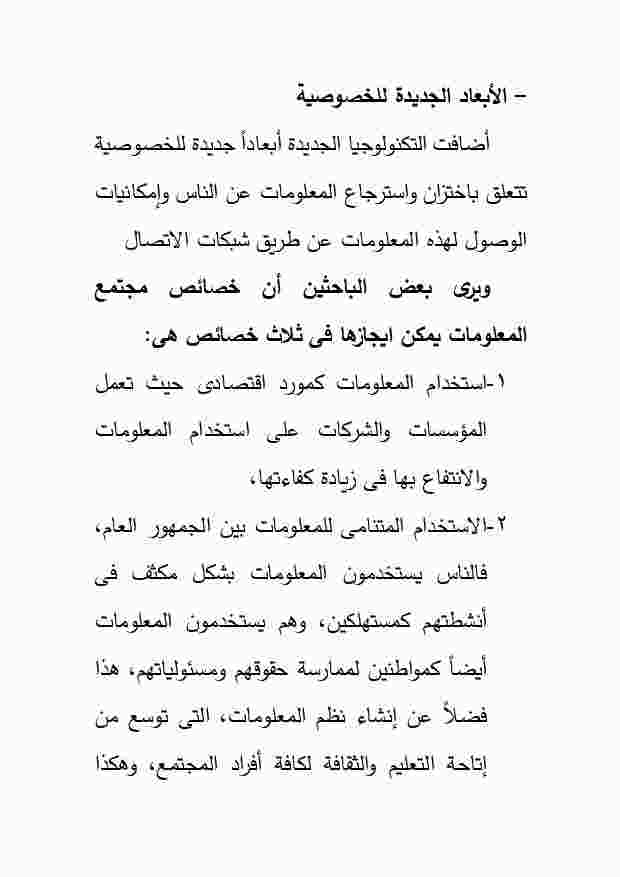 – الأبعاد الجديدة للخصوصية
أضافت التكنولوجيا الجديدة أبعاداً جديدة للخصوصية
تتعلق باختزان واسترجاع المعلومات عن الناس وإمكانيات
الوصول لهذه المعلومات عن طريق شبكات الاتصال
ويرى بعض الباحثين أن خصائص مجتمع
المعلومات يمكن ايجازها فى ثلاث خصائص هى:
١-استخدام المعلومات كمورد اقتصادى حيث تعمل
المؤسسات والشركات على استخدام المعلومات
والانتفاع بها فى زيادة كفاءتها،
٢-الاستخدام المتنامى للمعلومات بين الجمهور العام،
فالناس يستخدمون المعلومات بشكل مكثف فى
أنشطتهم كمستهلكين، وهم يستخدمون المعلومات
أيضاً كمواطنين لممارسة حقوقهم ومسئولياتهم، هذا
فضلاً عن إنشاء نظم المعلومات، التى توسع من
إتاحة التعليم والثقافة لكافة أفراد المجتمع، وهكذا